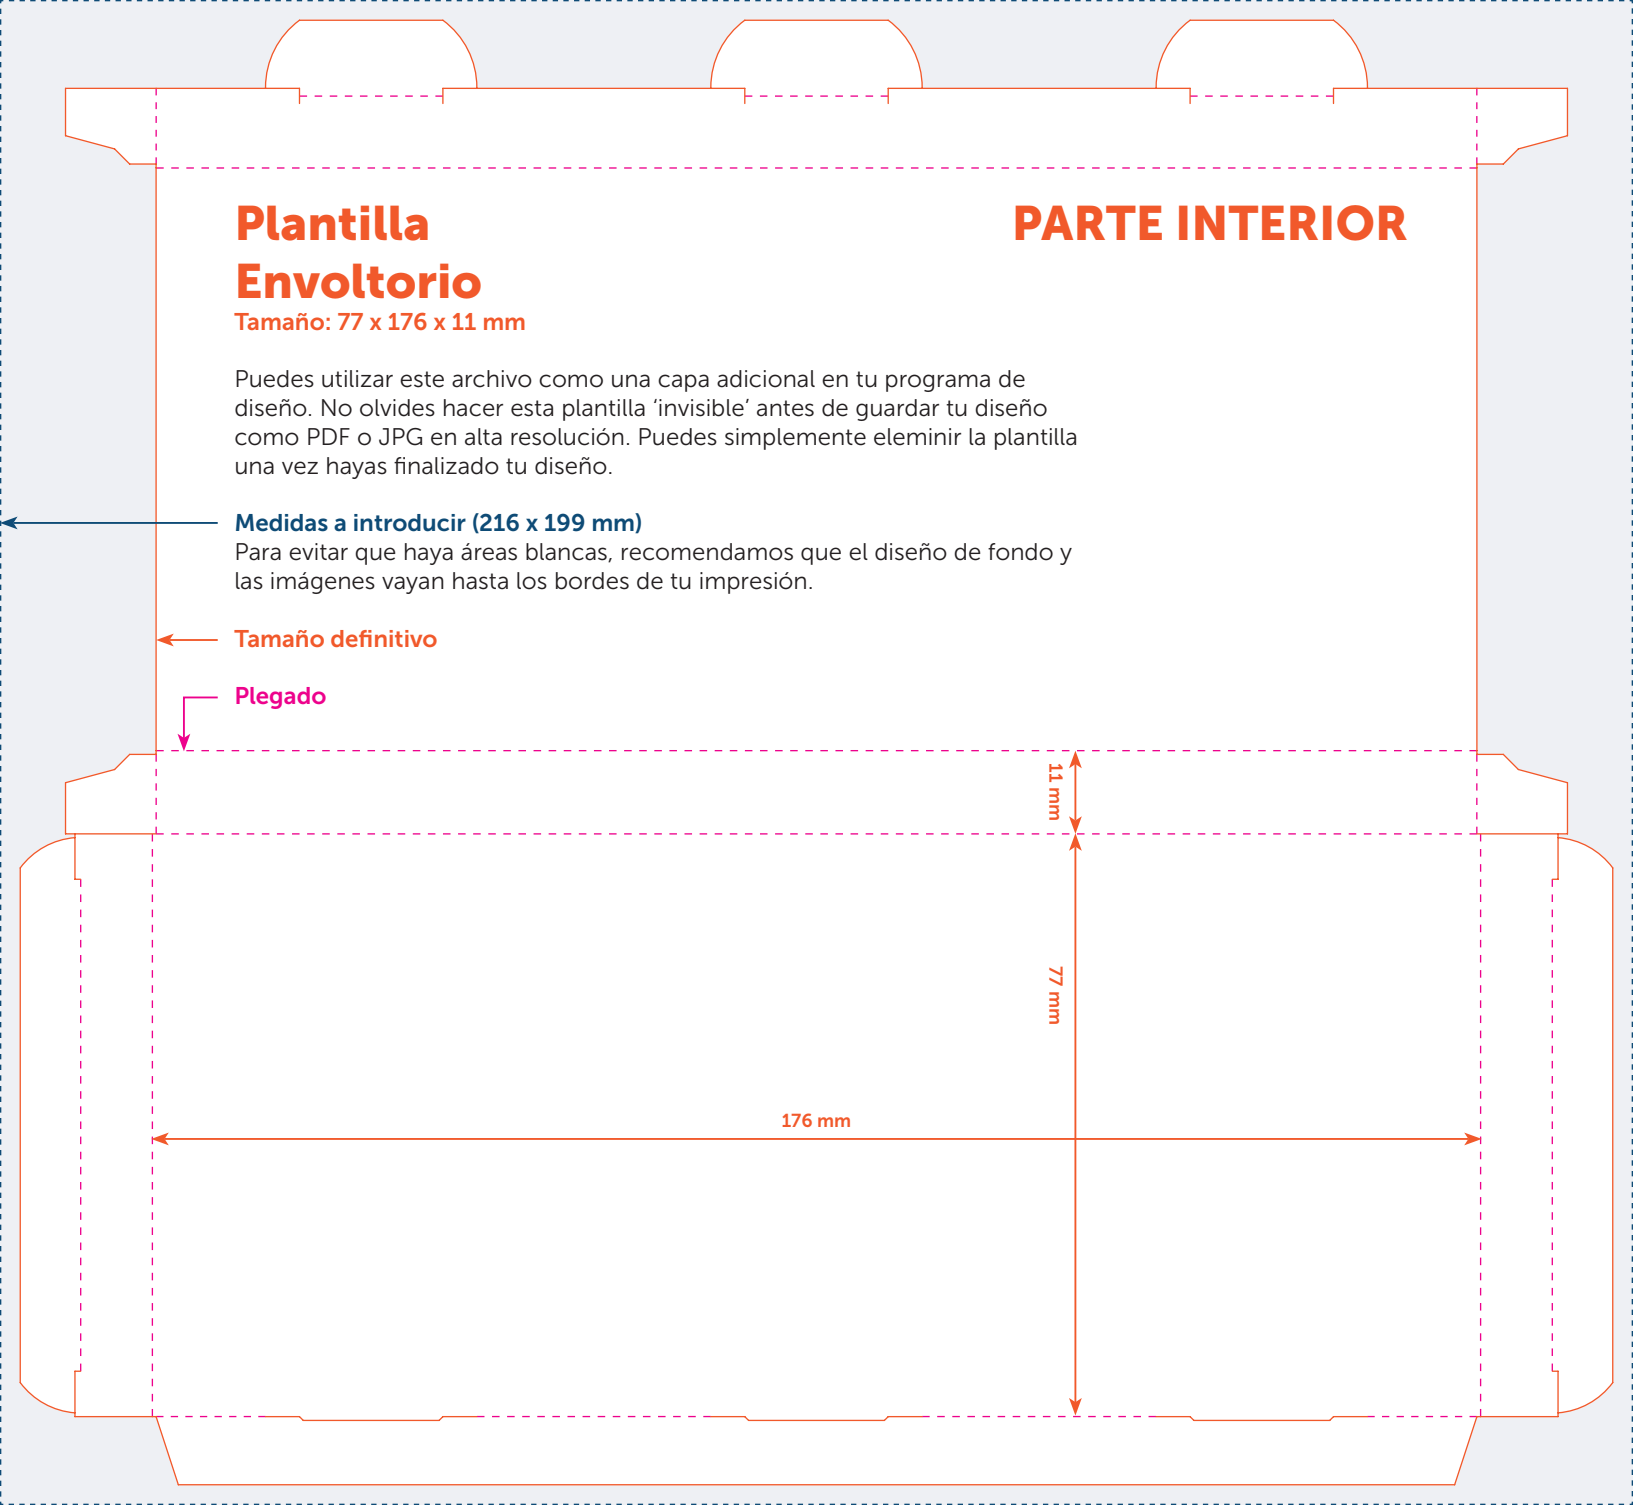 Plantilla
Envoltorio
PARTE INTERIOR
Tamaño: 77 x 176 x 11 mm
Puedes utilizar este archivo como una capa adicional en tu programa de
diseño. No olvides hacer esta plantilla ‘invisible’ antes de guardar tu diseño
como PDF o JPG en alta resolución. Puedes simplemente eleminir la plantilla
una vez hayas finalizado tu diseño.
Medidas a introducir (216 x 199 mm)
Para evitar que haya áreas blancas, recomendamos que el diseño de fondo y
las imágenes vayan hasta los bordes de tu impresión.
Tamaño definitivo
Plegado
11 mm
77 mm
176 mm